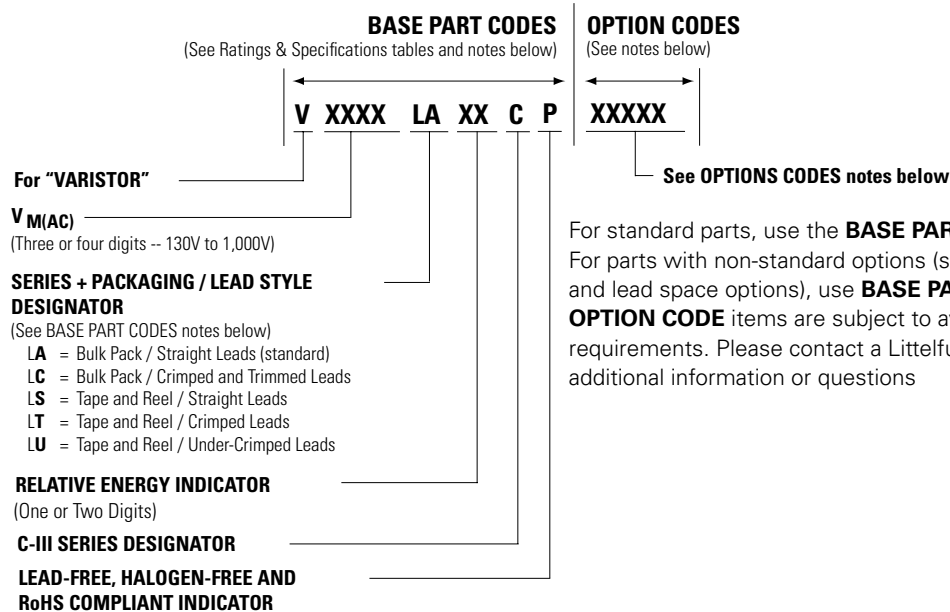 BASE PART CODES
(See Ratings & Specifications tables and notes below)
OPTION CODES
(See notes below)
V XXXX LA XX C P XXXXX
For “VARISTOR”
See OPTIONS CODES notes below
V M(AC)
(Three or four digits -- 130V to 1,000V)
SERIES + PACKAGING / LEAD STYLE
DESIGNATOR
(See BASE PART CODES notes below)
LA = Bulk Pack / Straight Leads (standard)
LC = Bulk Pack / Crimped and Trimmed Leads
LS = Tape and Reel / Straight Leads
LT = Tape and Reel / Crimped Leads
LU = Tape and Reel / Under-Crimped Leads
RELATIVE ENERGY INDICATOR
(One or Two Digits)
C-III SERIES DESIGNATOR
LEAD-FREE, HALOGEN-FREE AND
RoHS COMPLIANT INDICATOR
For standard parts, use the BASE PAR
For parts with non-standard options (s
and lead space options), use BASE PA
OPTION CODE items are subject to a
requirements. Please contact a Littelfu
additional information or questions